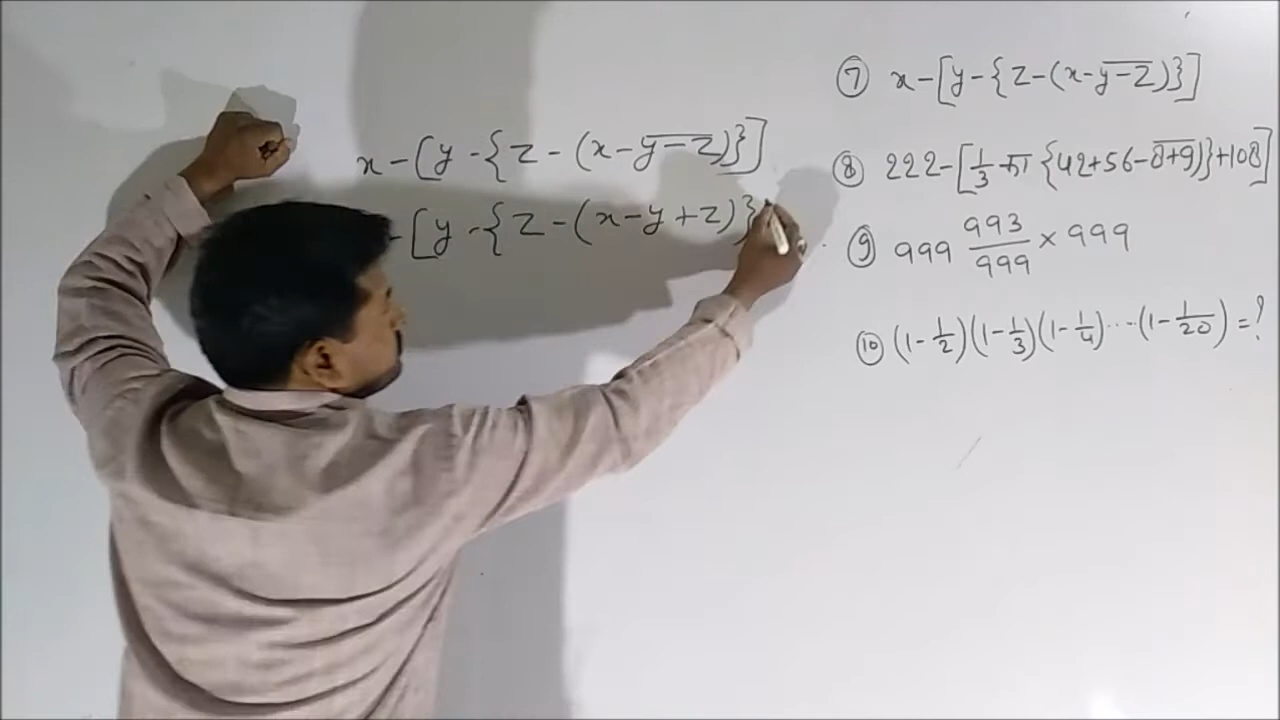 x-[y-{z-(x-y̅-̅z̅)}]
-[y-{z-(x-y+z)}
⑦ x-[y-{z-(x-y̅-̅z̅)}]
⑧ 222-[1/3 का {42+56-8̅+̅9̅)}+108]
⑨ 999 993/999 × 999
⑩ (1-1/2)(1-1/3)(1-1/4)....(1-1/20)=?